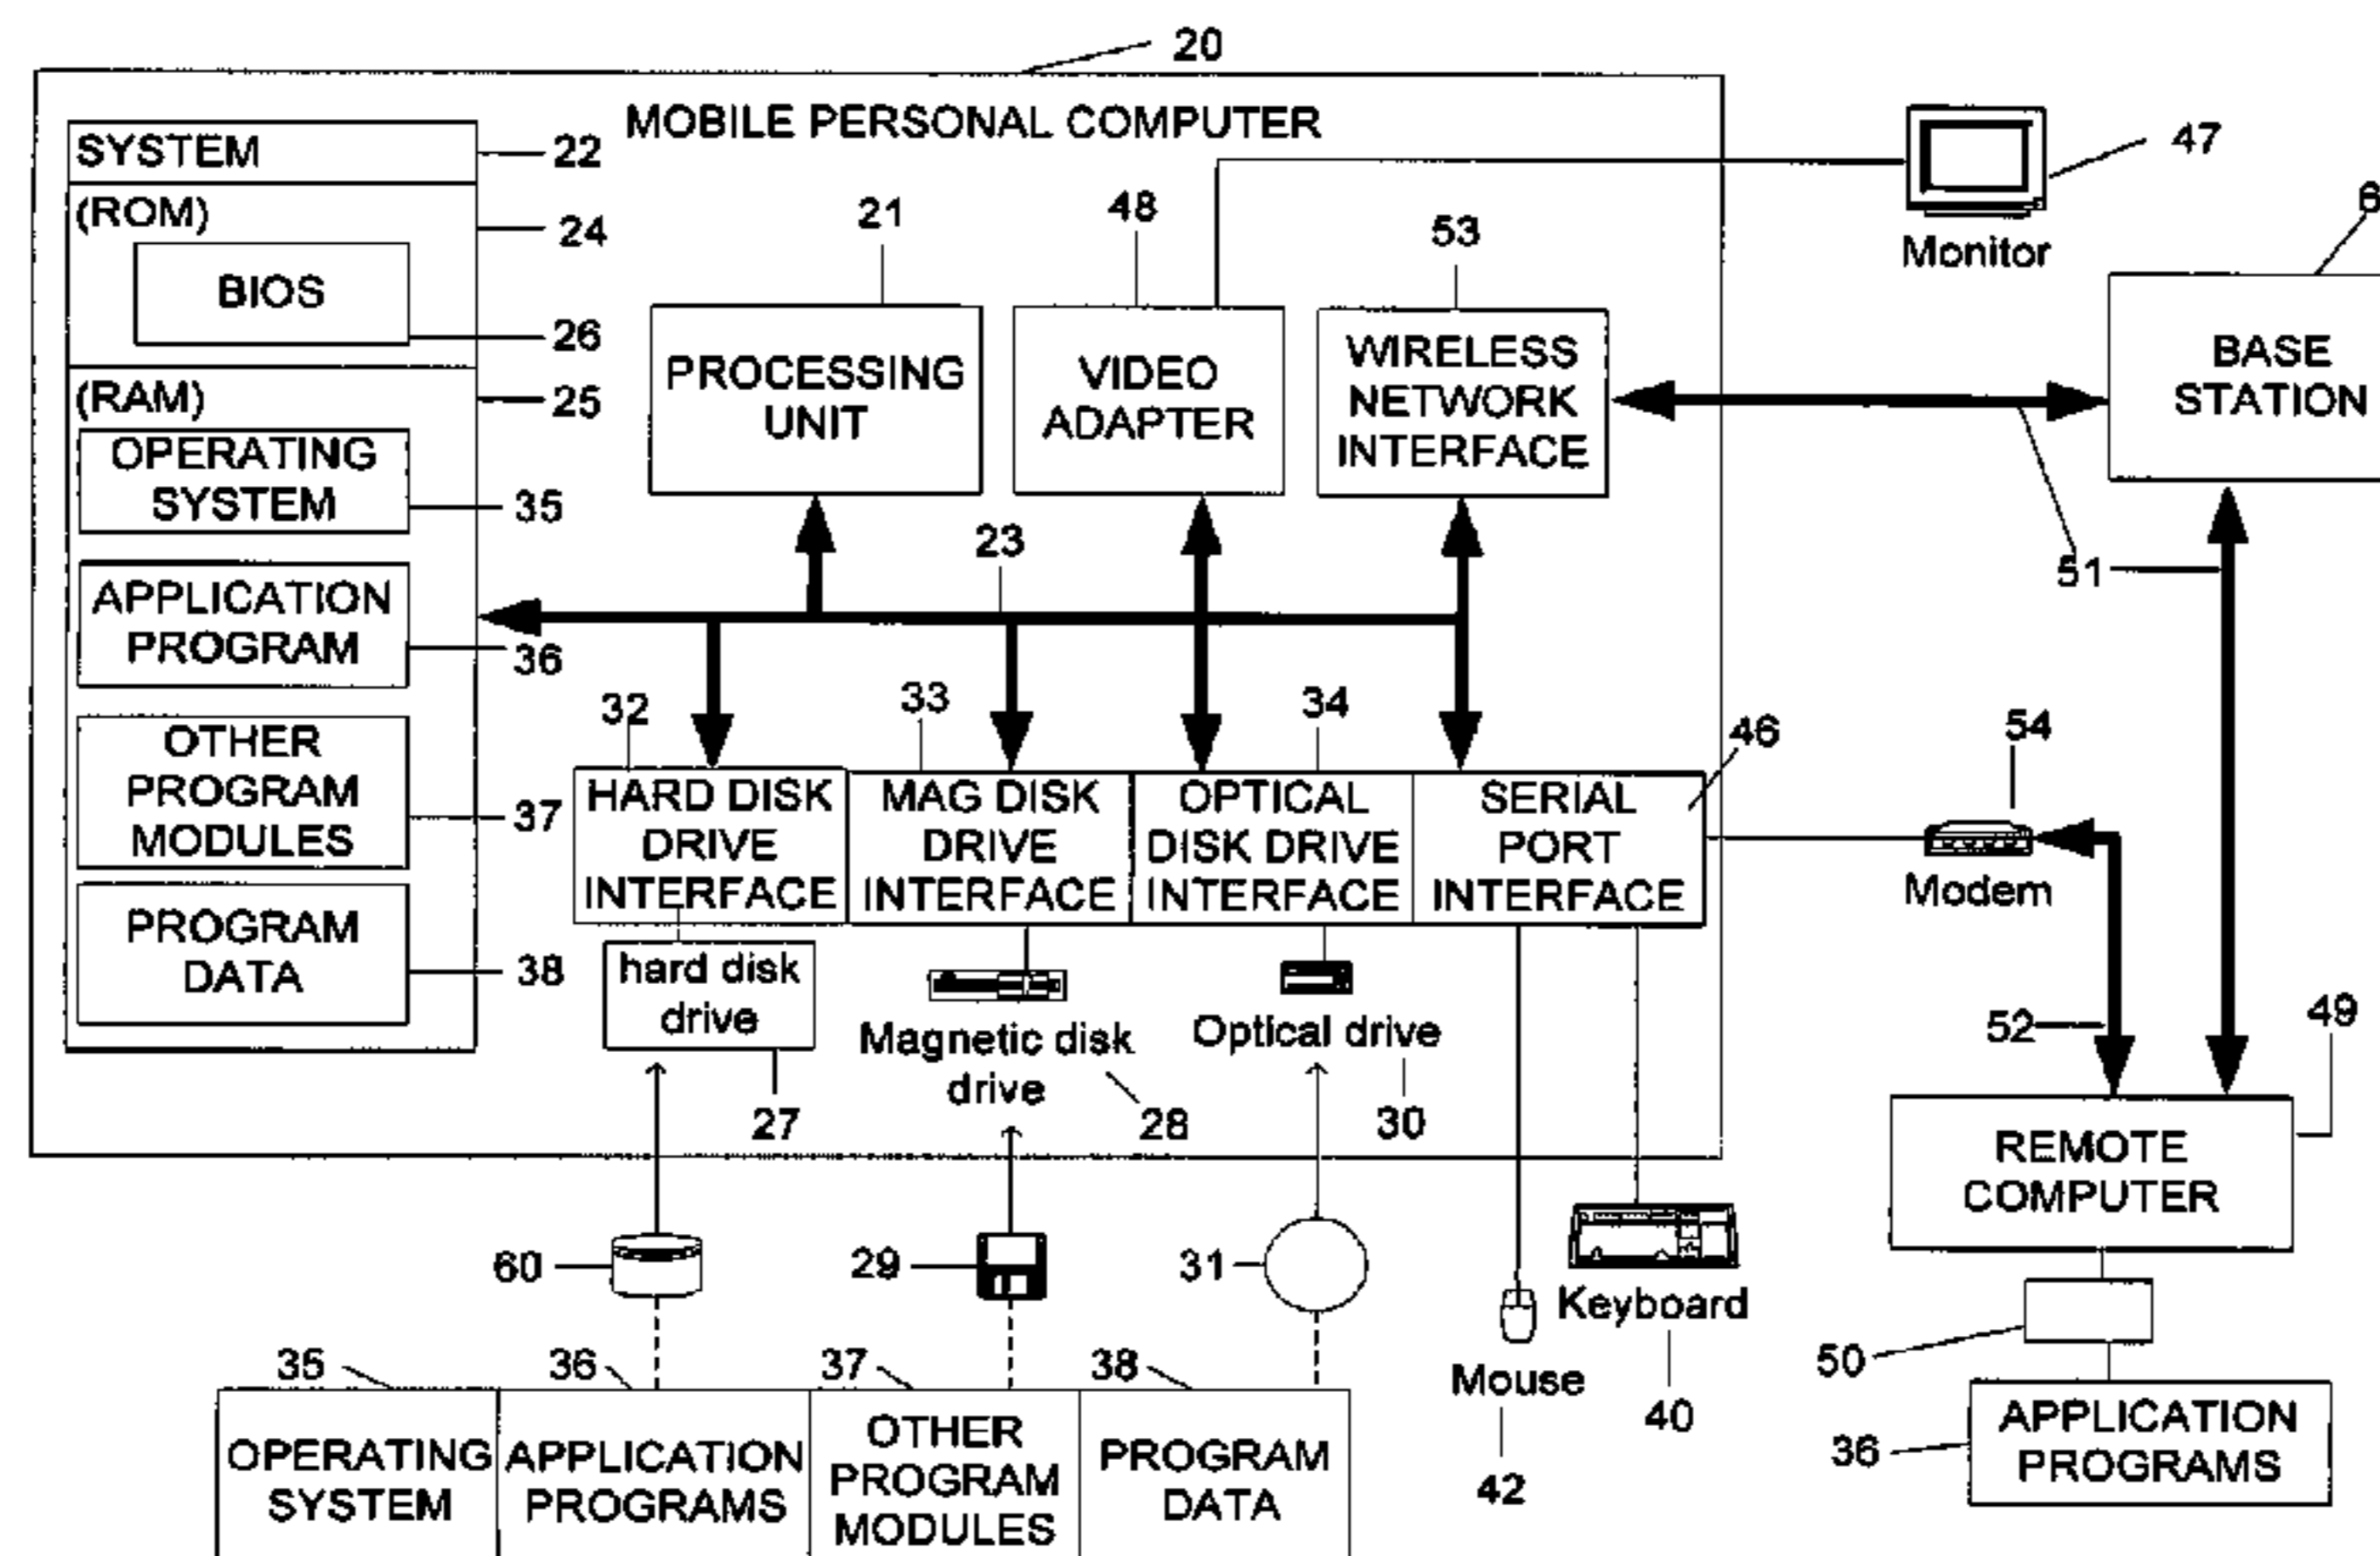 20
MOBILE PERSONAL COMPUTER
SYSTEM
22
(ROM)
24
BIOS
26
(RAM)
25
OPERATING
SYSTEM
35
APPLICATION
PROGRAM
36
OTHER
PROGRAM
MODULES
37
PROGRAM
DATA
38
21
PROCESSING
UNIT
48
VIDEO
ADAPTER
53
WIRELESS
NETWORK
INTERFACE
47
Monitor
BASE
STATION
51
23
32
HARD DISK
DRIVE
INTERFACE
33
MAG DISK
DRIVE
INTERFACE
34
OPTICAL
DISK DRIVE
INTERFACE
46
SERIAL
PORT
INTERFACE
54
Modem
hard disk
drive
27
Magnetic disk
drive
28
Optical drive
30
52
49
REMOTE
COMPUTER
60
29
31
Keyboard
40
Mouse
42
50
36
APPLICATION
PROGRAMS
35
OPERATING
SYSTEM
36
APPLICATION
PROGRAMS
37
OTHER
PROGRAM
MODULES
38
PROGRAM
DATA